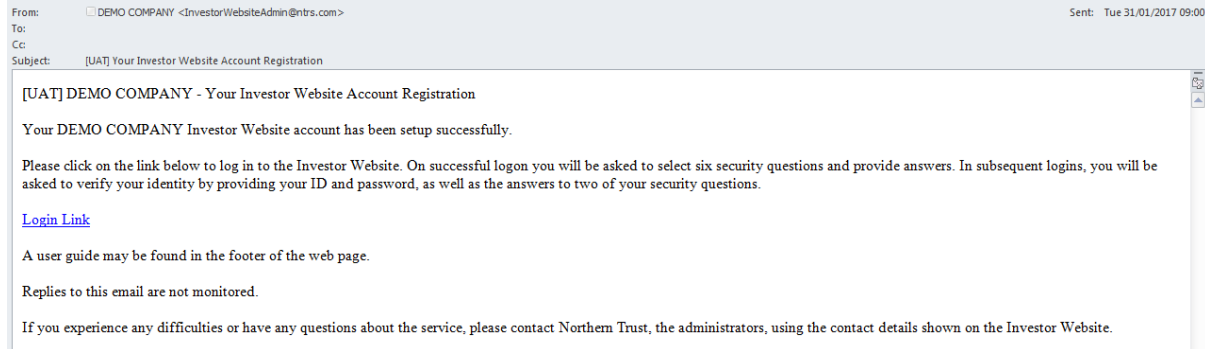 From: DEMO COMPANY <InvestorWebsiteAdmin@ntrs.com> Sent: Tue 31/01/2017 09:00
To:
Cc:
Subject: [UAT] Your Investor Website Account Registration
[UAT] DEMO COMPANY - Your Investor Website Account Registration
Your DEMO COMPANY Investor Website account has been setup successfully.
Please click on the link below to log in to the Investor Website. On successful logon you will be asked to select six security questions and provide answers. In subsequent logins, you will be
asked to verify your identity by providing your ID and password, as well as the answers to two of your security questions.
Login Link
A user guide may be found in the footer of the web page.
Replies to this email are not monitored.
If you experience any difficulties or have any questions about the service, please contact Northern Trust, the administrators, using the contact details shown on the Investor Website.